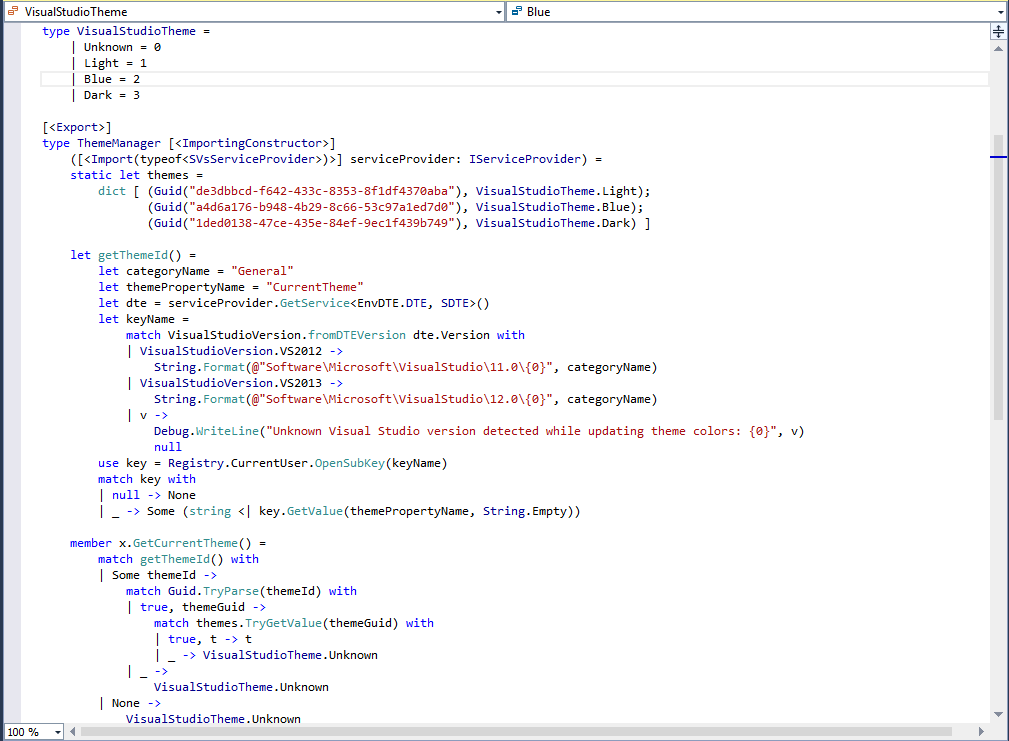 VisualStudioTheme Blue
type VisualStudioTheme =
    | Unknown = 0
    | Light = 1
    | Blue = 2
    | Dark = 3

[<Export>]
type ThemeManager [<ImportingConstructor>]
    ([<Import(typeof<SVsServiceProvider>)>] serviceProvider: IServiceProvider) =
    static let themes =
        dict [ (Guid("de3dbbcd-f642-433c-8353-8f1df4370aba"), VisualStudioTheme.Light);
               (Guid("a4d6a176-b948-4b29-8c66-53c97a1ed7d0"), VisualStudioTheme.Blue);
               (Guid("1ded0138-47ce-435e-84ef-9ec1f439b749"), VisualStudioTheme.Dark) ]

    let getThemeId() =
        let categoryName = "General"
        let themePropertyName = "CurrentTheme"
        let dte = serviceProvider.GetService<EnvDTE.DTE, SDTE>()
        let keyName =
            match VisualStudioVersion.fromDTEVersion dte.Version with
            | VisualStudioVersion.VS2012 ->
                String.Format(@"Software\Microsoft\VisualStudio\11.0\{0}", categoryName)
            | VisualStudioVersion.VS2013 ->
                String.Format(@"Software\Microsoft\VisualStudio\12.0\{0}", categoryName)
            | v ->
                Debug.WriteLine("Unknown Visual Studio version detected while updating theme colors: {0}", v)
                null
        use key = Registry.CurrentUser.OpenSubKey(keyName)
        match key with
        | null -> None
        | _ -> Some (string <| key.GetValue(themePropertyName, String.Empty))

    member x.GetCurrentTheme() =
        match getThemeId() with
        | Some themeId ->
            match Guid.TryParse(themeId) with
            | true, themeGuid ->
                match themes.TryGetValue(themeGuid) with
                | true, t -> t
                | _ -> VisualStudioTheme.Unknown
            | _ ->
                VisualStudioTheme.Unknown
        | None ->
            VisualStudioTheme.Unknown
100 %